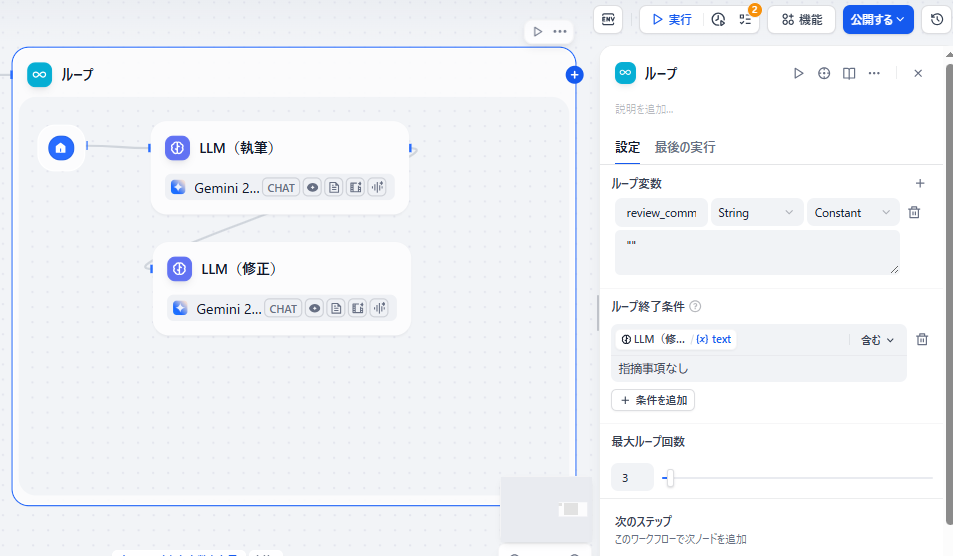 ENV
実行
2
機能
公開する
ループ
LLM（執筆）
Gemini 2...
CHAT
LLM（修正）
Gemini 2...
CHAT
ループ
説明を追加...
設定
最後の実行
ループ変数
review_comm
String
Constant
""
ループ終了条件
LLM（修... / {x} text
含む
指摘事項なし
+ 条件を追加
最大ループ回数
3
次のステップ
このワークフローで次ノードを追加